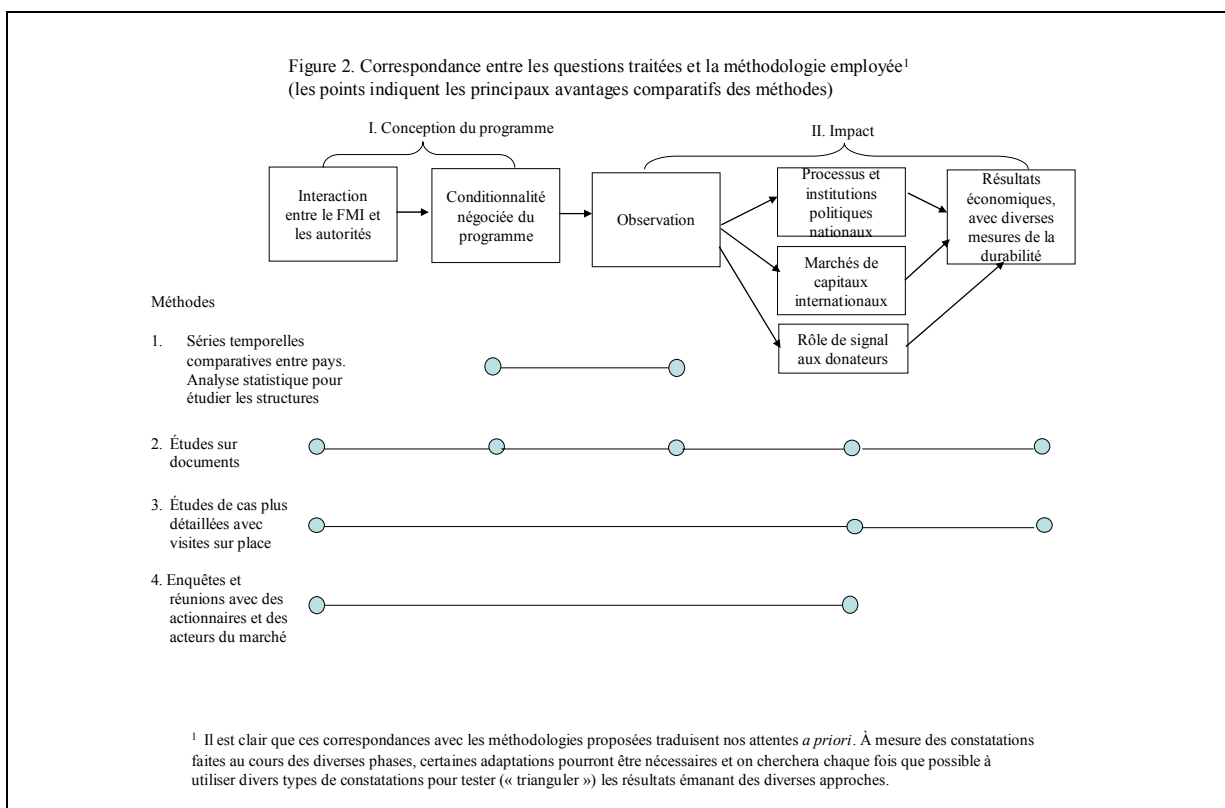 Figure 2. Correspondance entre les questions traitées et la méthodologie employée¹
(les points indiquent les principaux avantages comparatifs des méthodes)
I. Conception du programme
II. Impact
Interaction
entre le FMI et
les autorités
Conditionnalité
négociée du
programme
Observation
Processus et
institutions
politiques
nationaux
Marchés de
capitaux
internationaux
Rôle de signal
aux donateurs
Résultats
économiques,
avec diverses
mesures de la
durabilité
Méthodes
1. Séries temporelles
comparatives entre pays.
Analyse statistique pour
étudier les structures
2. Études sur
documents
3. Études de cas plus
détaillées avec
visites sur place
4. Enquêtes et
réunions avec des
actionnaires et des
acteurs du marché
¹ Il est clair que ces correspondances avec les méthodologies proposées traduisent nos attentes a priori. À mesure des constatations
faites au cours des diverses phases, certaines adaptations pourront être nécessaires et on cherchera chaque fois que possible à
utiliser divers types de constatations pour tester (« trianguler ») les résultats émanant des diverses approches.